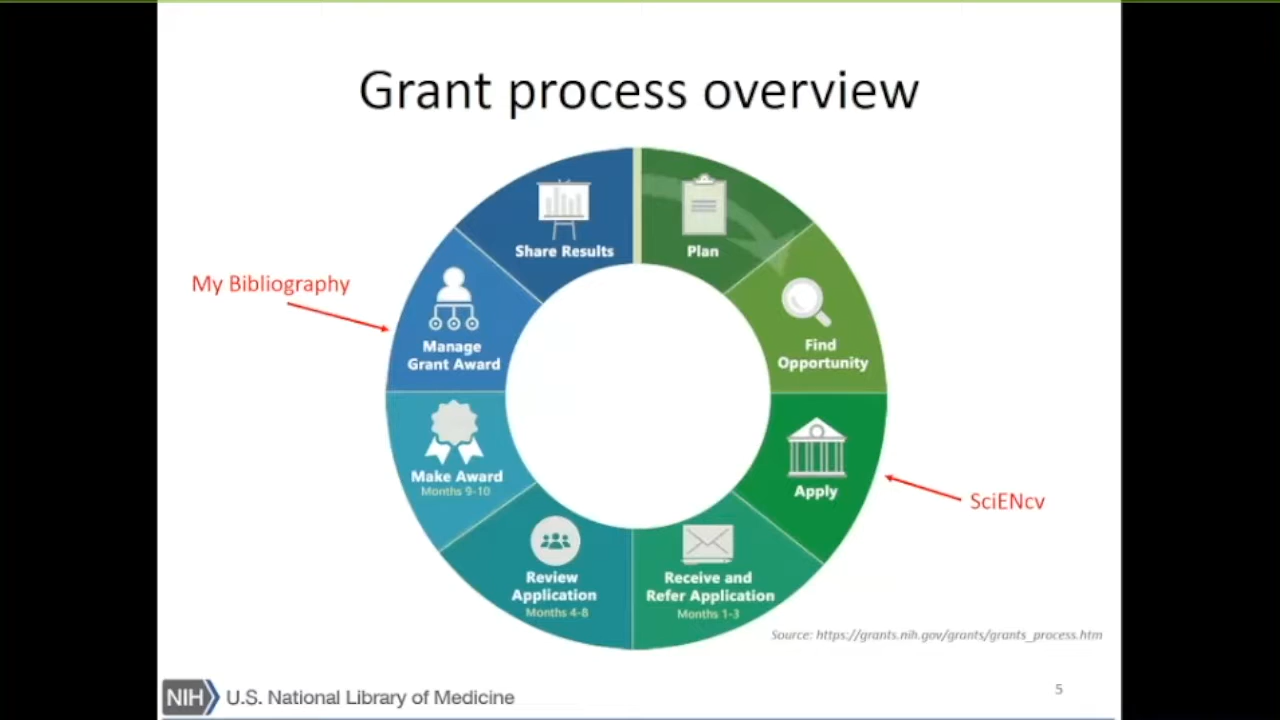 Grant process overview
Share Results
Plan
My Bibliography
Manage
Grant Award
Find
Opportunity
Make Award
Months 9-10
Apply
SciENcv
Review
Application
Months 4-8
Receive and
Refer Application
Months 1-3
Source: https://grants.nih.gov/grants/grants_process.htm
NIH U.S. National Library of Medicine
5